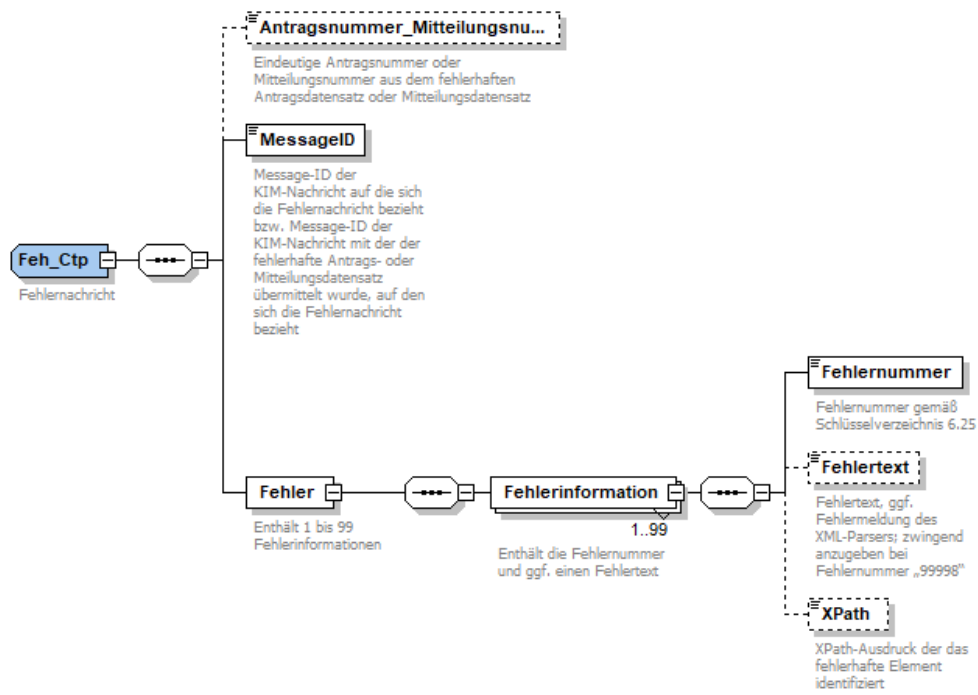 Antragsnummer_Mitteilungsnu...
Eindeutige Antragsnummer oder
Mitteilungsnummer aus dem fehlerhaften
Antragsdatensatz oder Mitteilungsdatensatz
MessageID
Message-ID der
KIM-Nachricht auf die sich
die Fehlernachricht bezieht
bzw. Message-ID der
KIM-Nachricht mit der der
fehlerhafte Antrags- oder
Mitteilungsdatensatz
übermittelt wurde, auf den
sich die Fehlernachricht
bezieht
Feh_Ctp
Fehlernachricht
Fehler
Enthält 1 bis 99
Fehlerinformationen
Fehlerinformation
1..99
Enthält die Fehlernummer
und ggf. einen Fehlertext
Fehlernummer
Fehlernummer gemäß
Schlüsselverzeichnis 6.25
Fehlertext
Fehlertext, ggf.
Fehlermeldung des
XML-Parsers; zwingend
anzugeben bei
Fehlernummer „99998"
XPath
XPath-Ausdruck der das
fehlerhafte Element
identifiziert